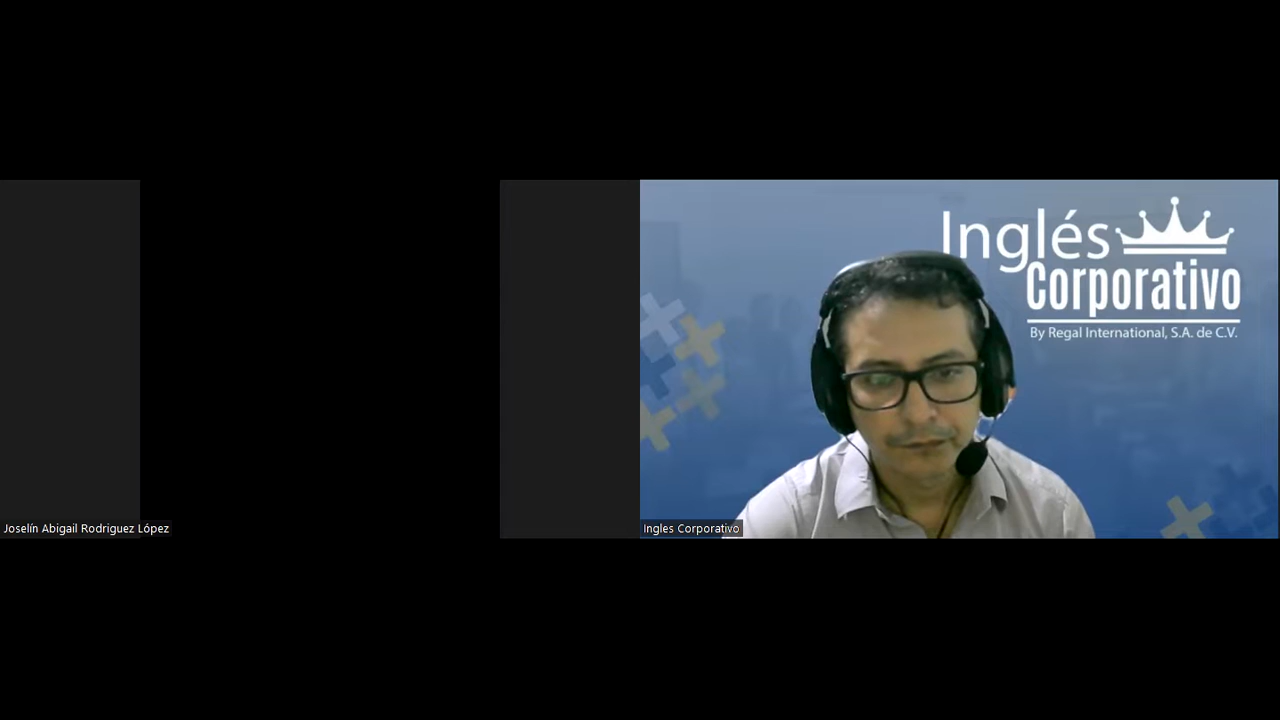 Inglés
Corporativo
By Regal International, S.A. de C.V.
Joselín Abigail Rodriguez López
Ingles Corporativo